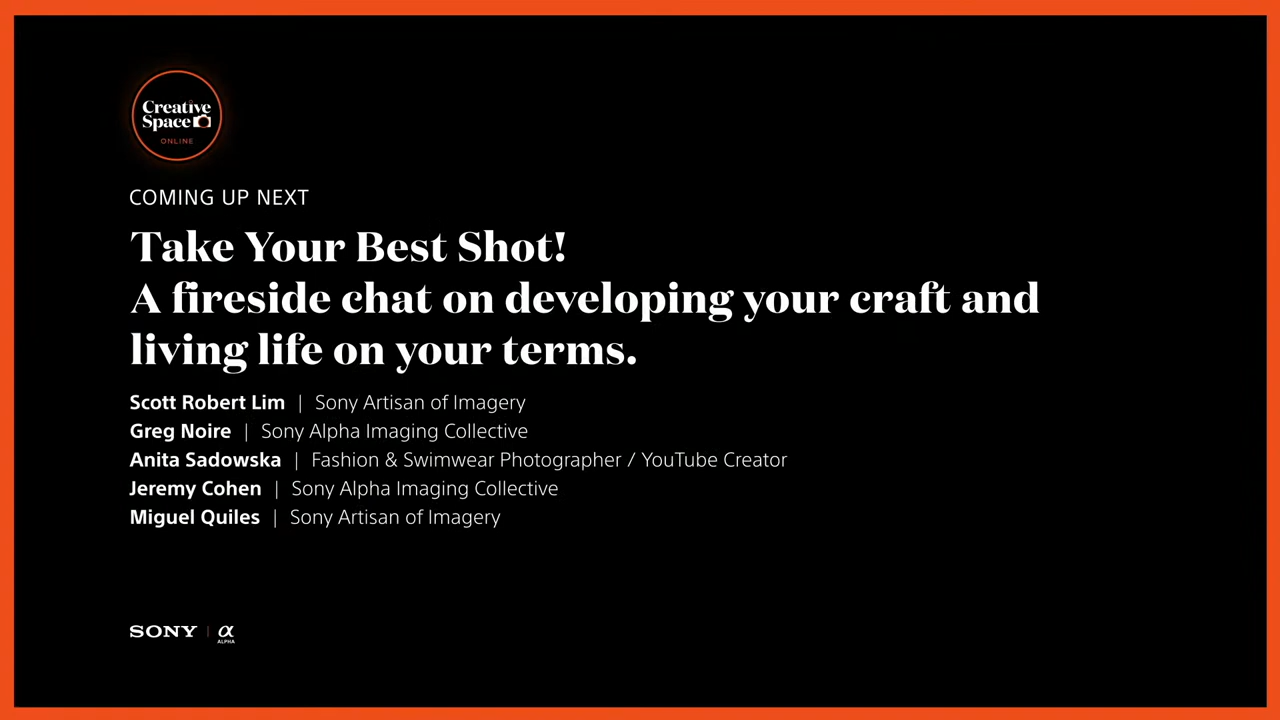 Creative
Space
ONLINE
COMING UP NEXT
Take Your Best Shot!
A fireside chat on developing your craft and
living life on your terms.
Scott Robert Lim | Sony Artisan of Imagery
Greg Noire | Sony Alpha Imaging Collective
Anita Sadowska | Fashion & Swimwear Photographer / YouTube Creator
Jeremy Cohen | Sony Alpha Imaging Collective
Miguel Quiles | Sony Artisan of Imagery
SONY | α
ALPHA